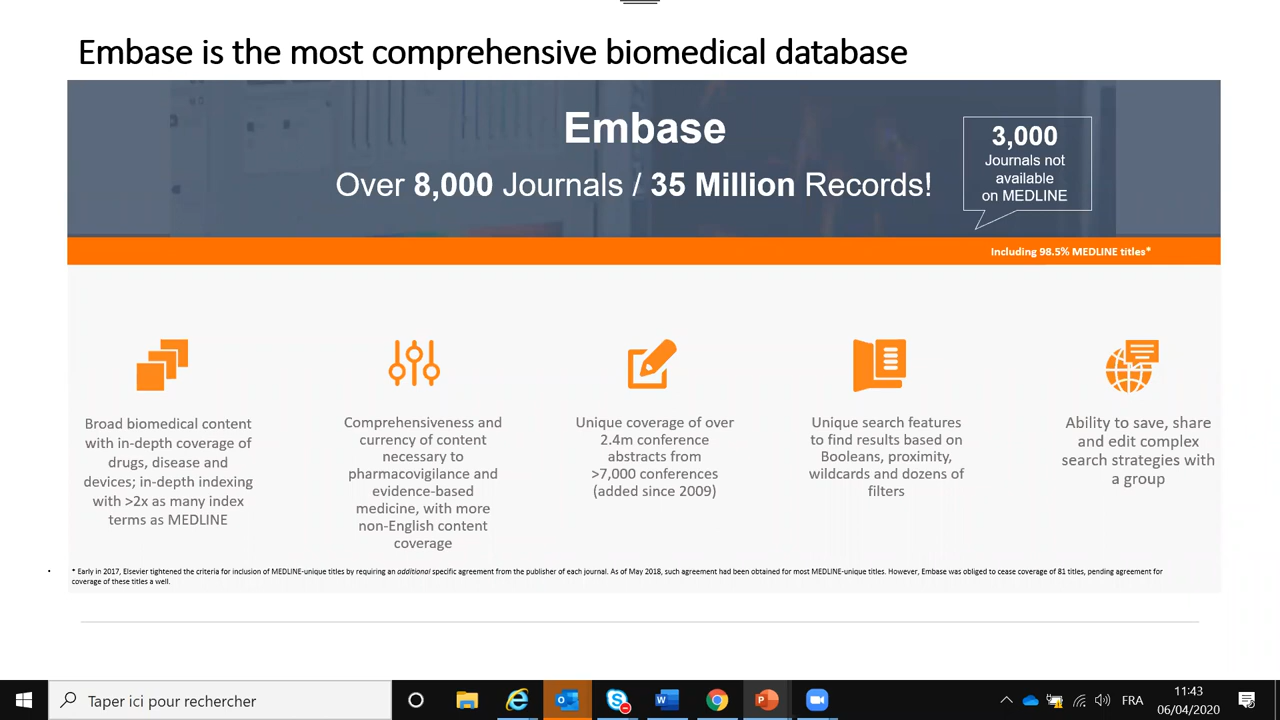 Embase is the most comprehensive biomedical database
Embase
Over 8,000 Journals / 35 Million Records!
3,000
Journals not
available
on MEDLINE
Including 98.5% MEDLINE titles*
Broad biomedical content
with in-depth coverage of
drugs, disease and
devices; in-depth indexing
with >2x as many index
terms as MEDLINE
Comprehensiveness and
currency of content
necessary to
pharmacovigilance and
evidence-based
medicine, with more
non-English content
coverage
Unique coverage of over
2.4m conference
abstracts from
>7,000 conferences
(added since 2009)
Unique search features
to find results based on
Booleans, proximity,
wildcards and dozens of
filters
Ability to save, share
and edit complex
search strategies with
a group
* Early in 2017, Elsevier tightened the criteria for inclusion of MEDLINE-unique titles by requiring an additional specific agreement from the publisher of each journal. As of May 2018, such agreement had been obtained for most MEDLINE-unique titles. However, Embase was obliged to cease coverage of 81 titles, pending agreement for
coverage of these titles a well.
Taper ici pour rechercher
FRA
11:43
06/04/2020